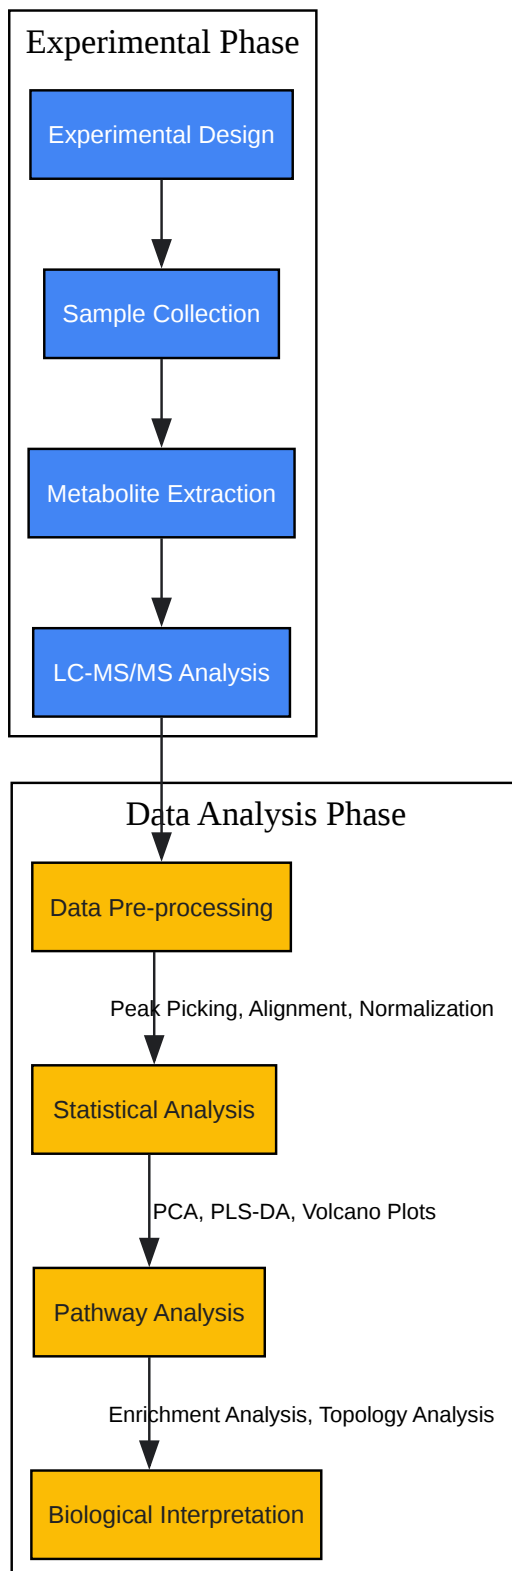 Experimental Phase
Experimental Design
Sample Collection
Metabolite Extraction
LC-MS/MS Analysis
Data Analysis Phase
Data Pre-processing
Peak Picking, Alignment, Normalization
Statistical Analysis
PCA, PLS-DA, Volcano Plots
Pathway Analysis
Enrichment Analysis, Topology Analysis
Biological Interpretation